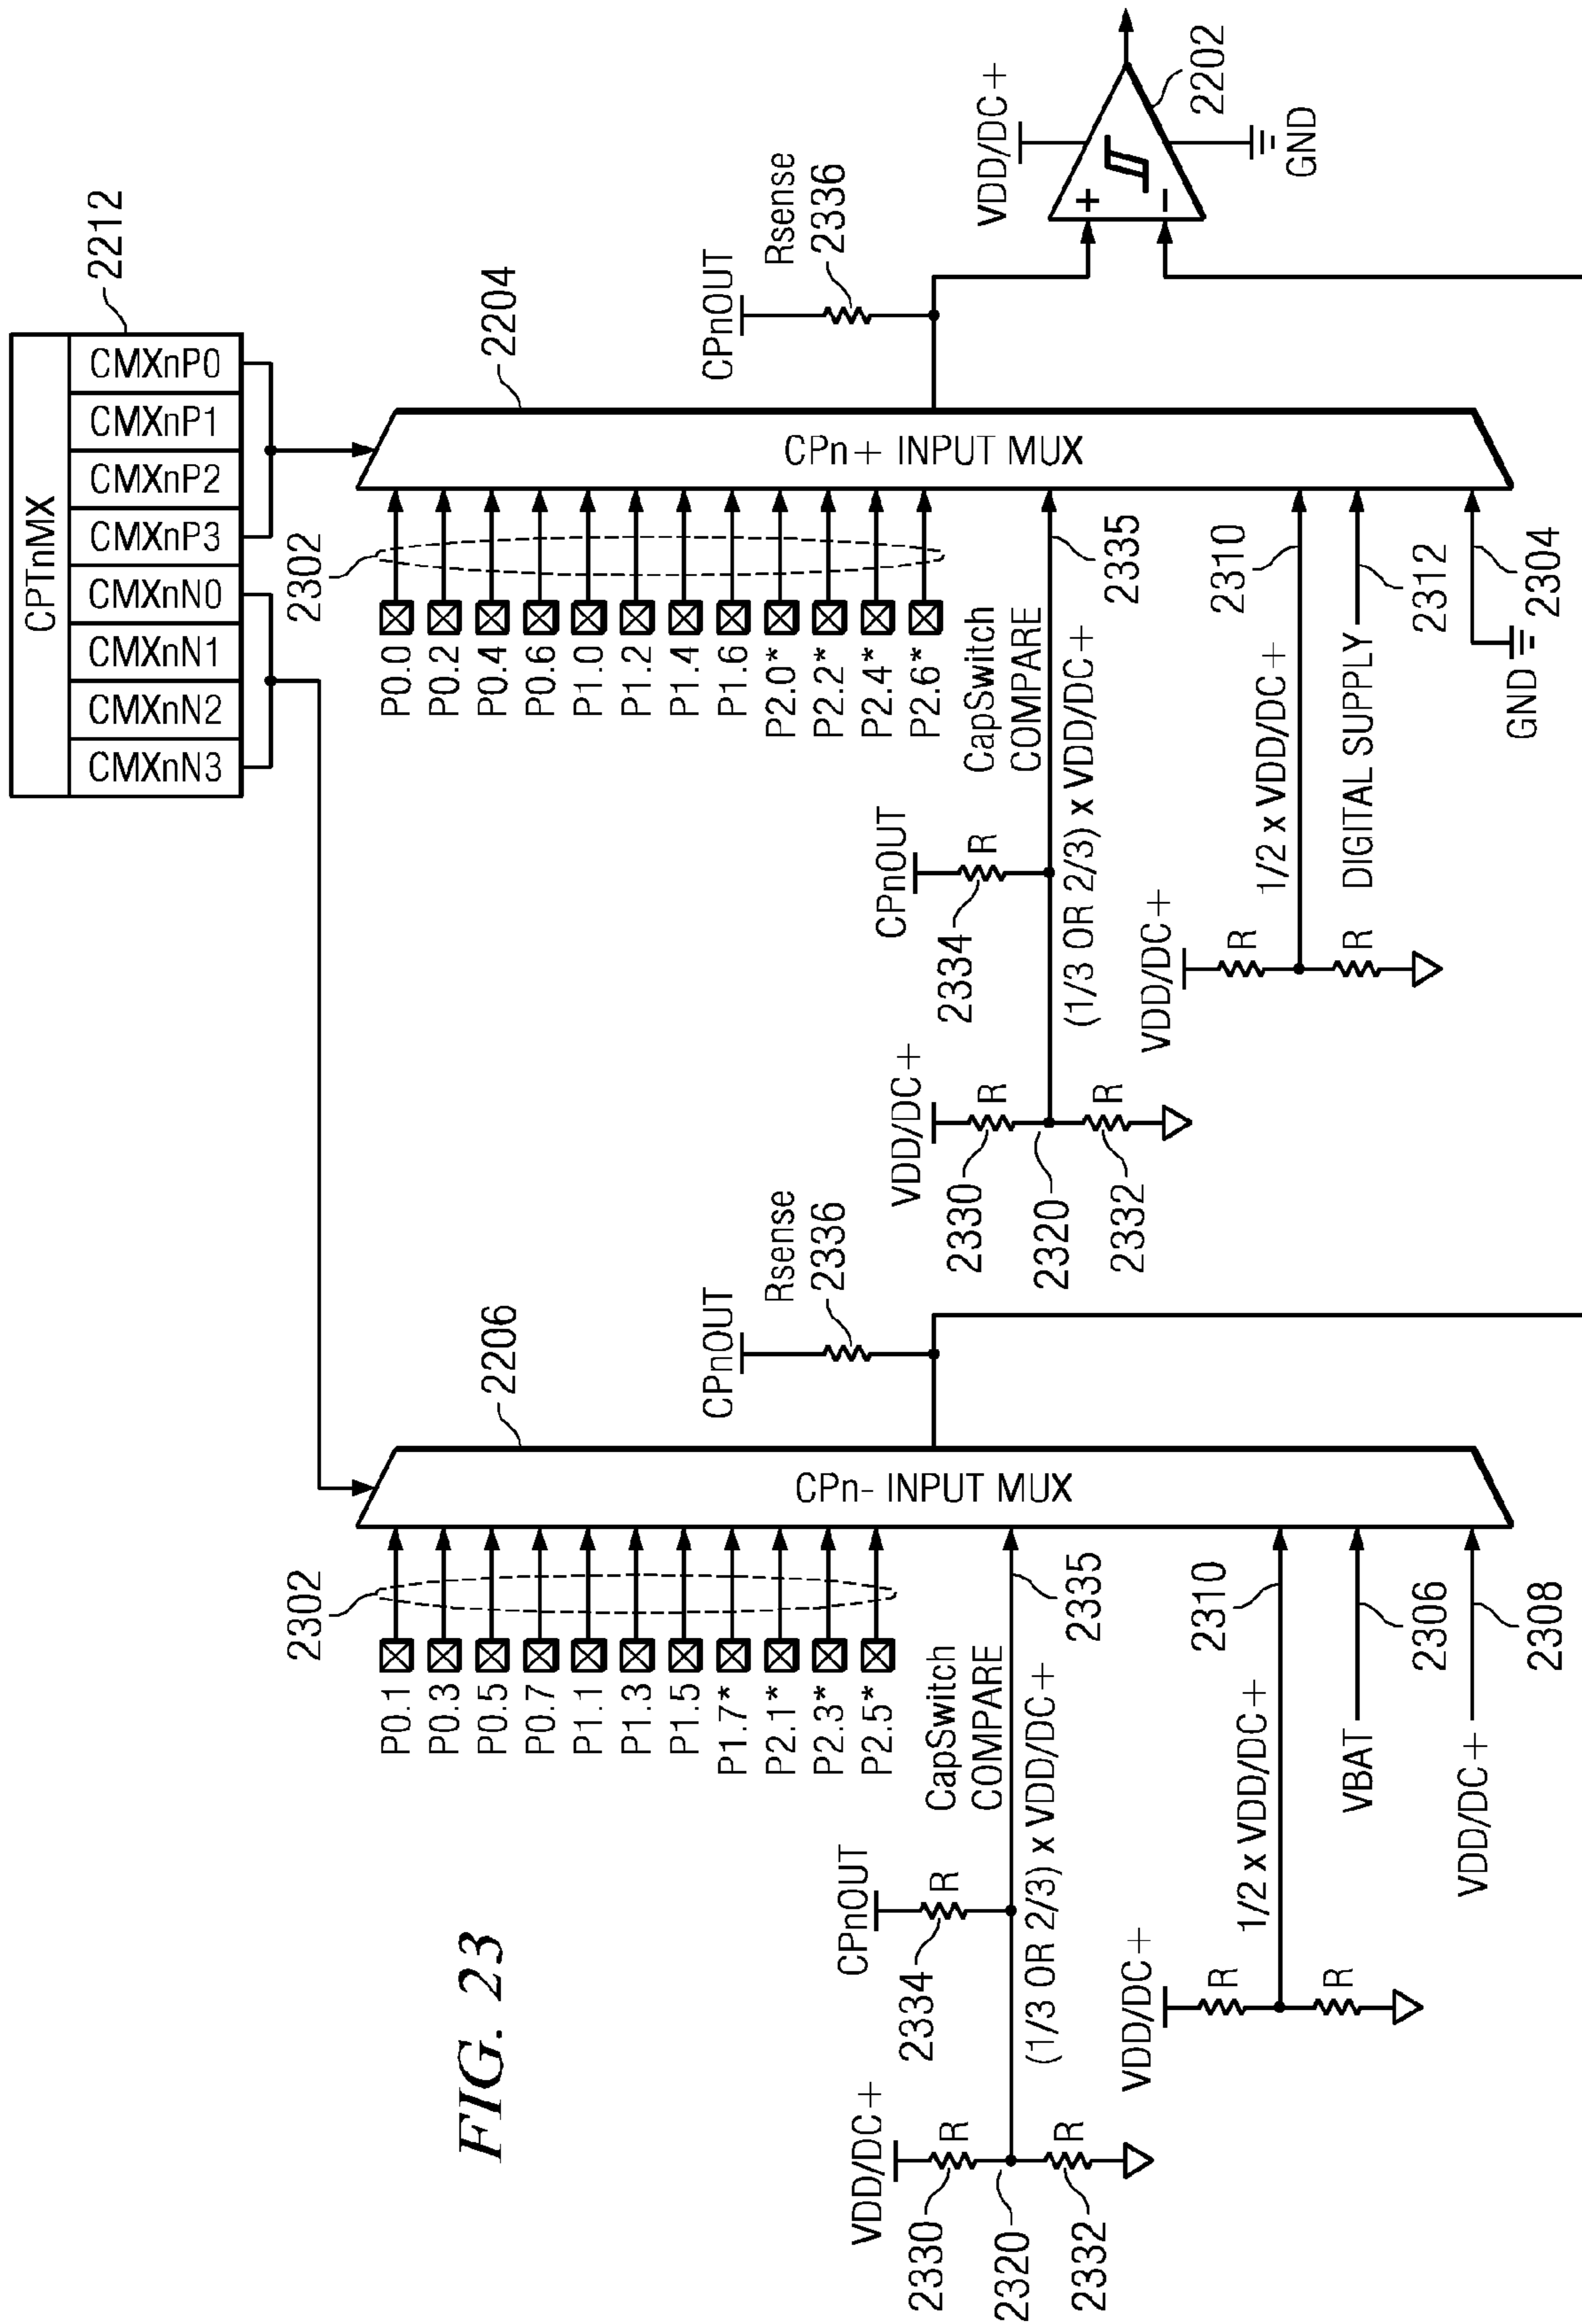 FIG. 23
CPTnMX
CMXnN3
CMXnN2
CMXnN1
CMXnN0
CMXnP3
CMXnP2
CMXnP1
CMXnP0
2212
2206
2302
P0.1
P0.3
P0.5
P0.7
P1.1
P1.3
P1.5
P1.7*
P2.1*
P2.3*
P2.5*
CPn- INPUT MUX
CPnOUT
Rsense
2336
CapSwitch
COMPARE
2335
(1/3 OR 2/3) x VDD/DC+
CPnOUT
R
2334
VDD/DC+
2330
R
2320
2332
R
VDD/DC+
R
R
1/2 x VDD/DC+
2310
VBAT
2306
VDD/DC+
2308
2204
2302
P0.0
P0.2
P0.4
P0.6
P1.0
P1.2
P1.4
P1.6
P2.0*
P2.2*
P2.4*
P2.6*
CPn+ INPUT MUX
CPnOUT
Rsense
2336
CapSwitch
COMPARE
2335
(1/3 OR 2/3) x VDD/DC+
CPnOUT
R
2334
VDD/DC+
2330
R
2320
2332
R
VDD/DC+
R
R
1/2 x VDD/DC+
2310
DIGITAL SUPPLY
2312
GND
2304
VDD/DC+
+
-
2202
GND